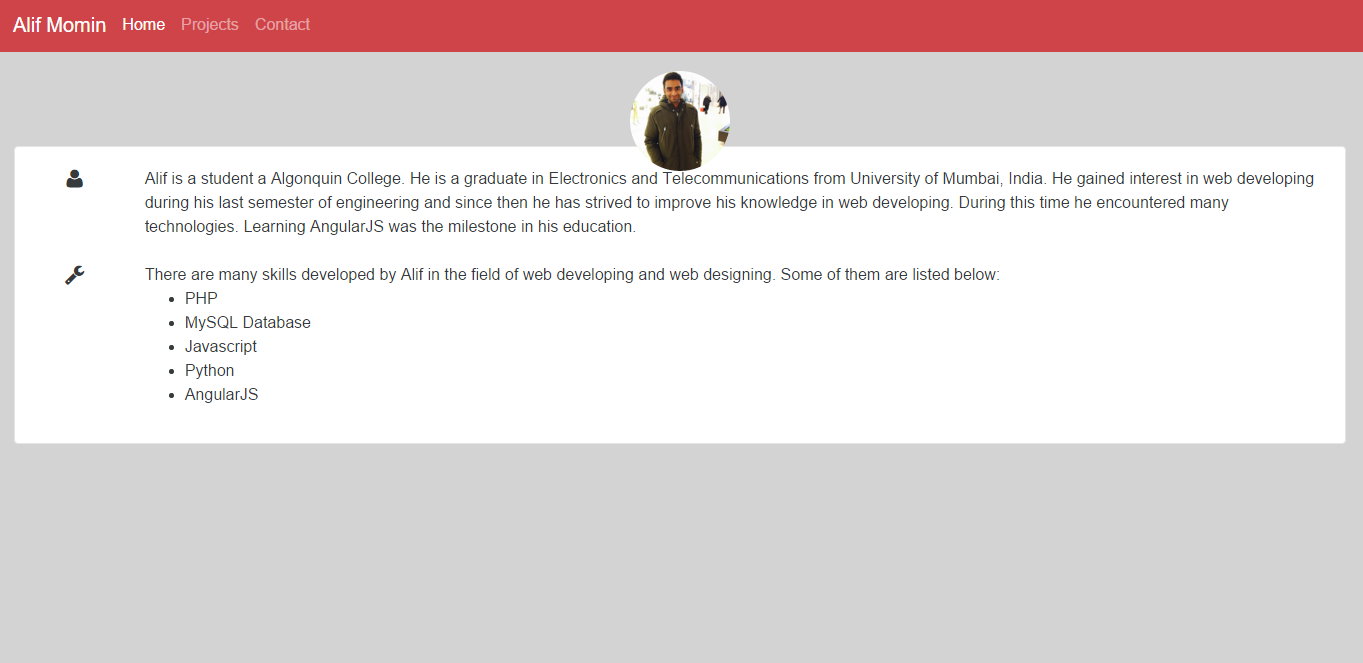 Alif Momin Home Projects Contact
Alif is a student a Algonquin College. He is a graduate in Electronics and Telecommunications from University of Mumbai, India. He gained interest in web developing
during his last semester of engineering and since then he has strived to improve his knowledge in web developing. During this time he encountered many
technologies. Learning AngularJS was the milestone in his education.
There are many skills developed by Alif in the field of web developing and web designing. Some of them are listed below:
• PHP
• MySQL Database
• Javascript
• Python
• AngularJS